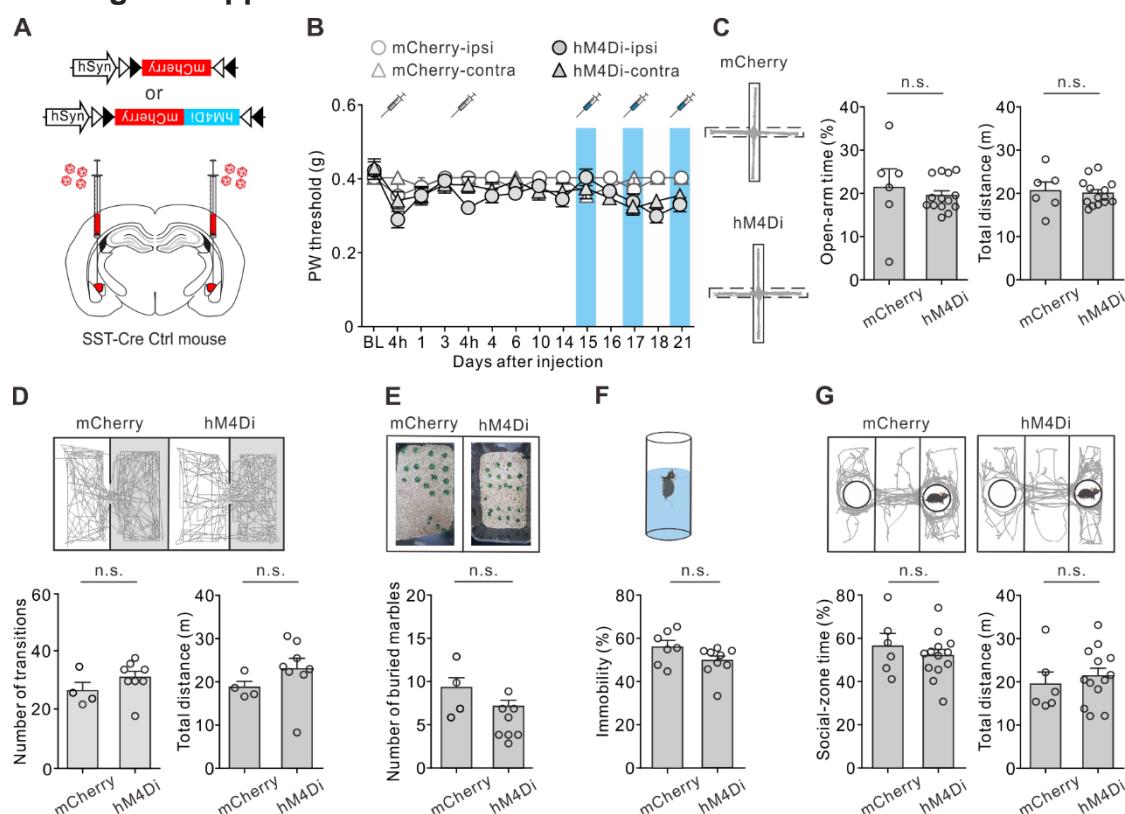 A
hSyn
mCherry
or
hSyn
mCherry
hM4Di
SST-Cre Ctrl mouse
B
mCherry-ipsi
hM4Di-ipsi
mCherry-contra
hM4Di-contra
PW threshold (g)
0.6
0.4
0.2
0
BL 4h 1 3 4h 4 6 10 14 15 16 17 18 21
Days after injection
C
mCherry
hM4Di
n.s.
Open-arm time (%)
40
30
20
10
0
mCherry
hM4Di
n.s.
Total distance (m)
40
30
20
10
0
mCherry
hM4Di
D
mCherry
hM4Di
n.s.
Number of transitions
60
40
20
0
mCherry
hM4Di
n.s.
Total distance (m)
40
30
20
10
0
mCherry
hM4Di
E
mCherry
hM4Di
n.s.
Number of buried marbles
20
15
10
5
0
mCherry
hM4Di
F
n.s.
Immobility (%)
80
60
40
20
0
mCherry
hM4Di
G
mCherry
hM4Di
n.s.
Social-zone time (%)
80
60
40
20
0
mCherry
hM4Di
n.s.
Total distance (m)
40
30
20
10
0
mCherry
hM4Di